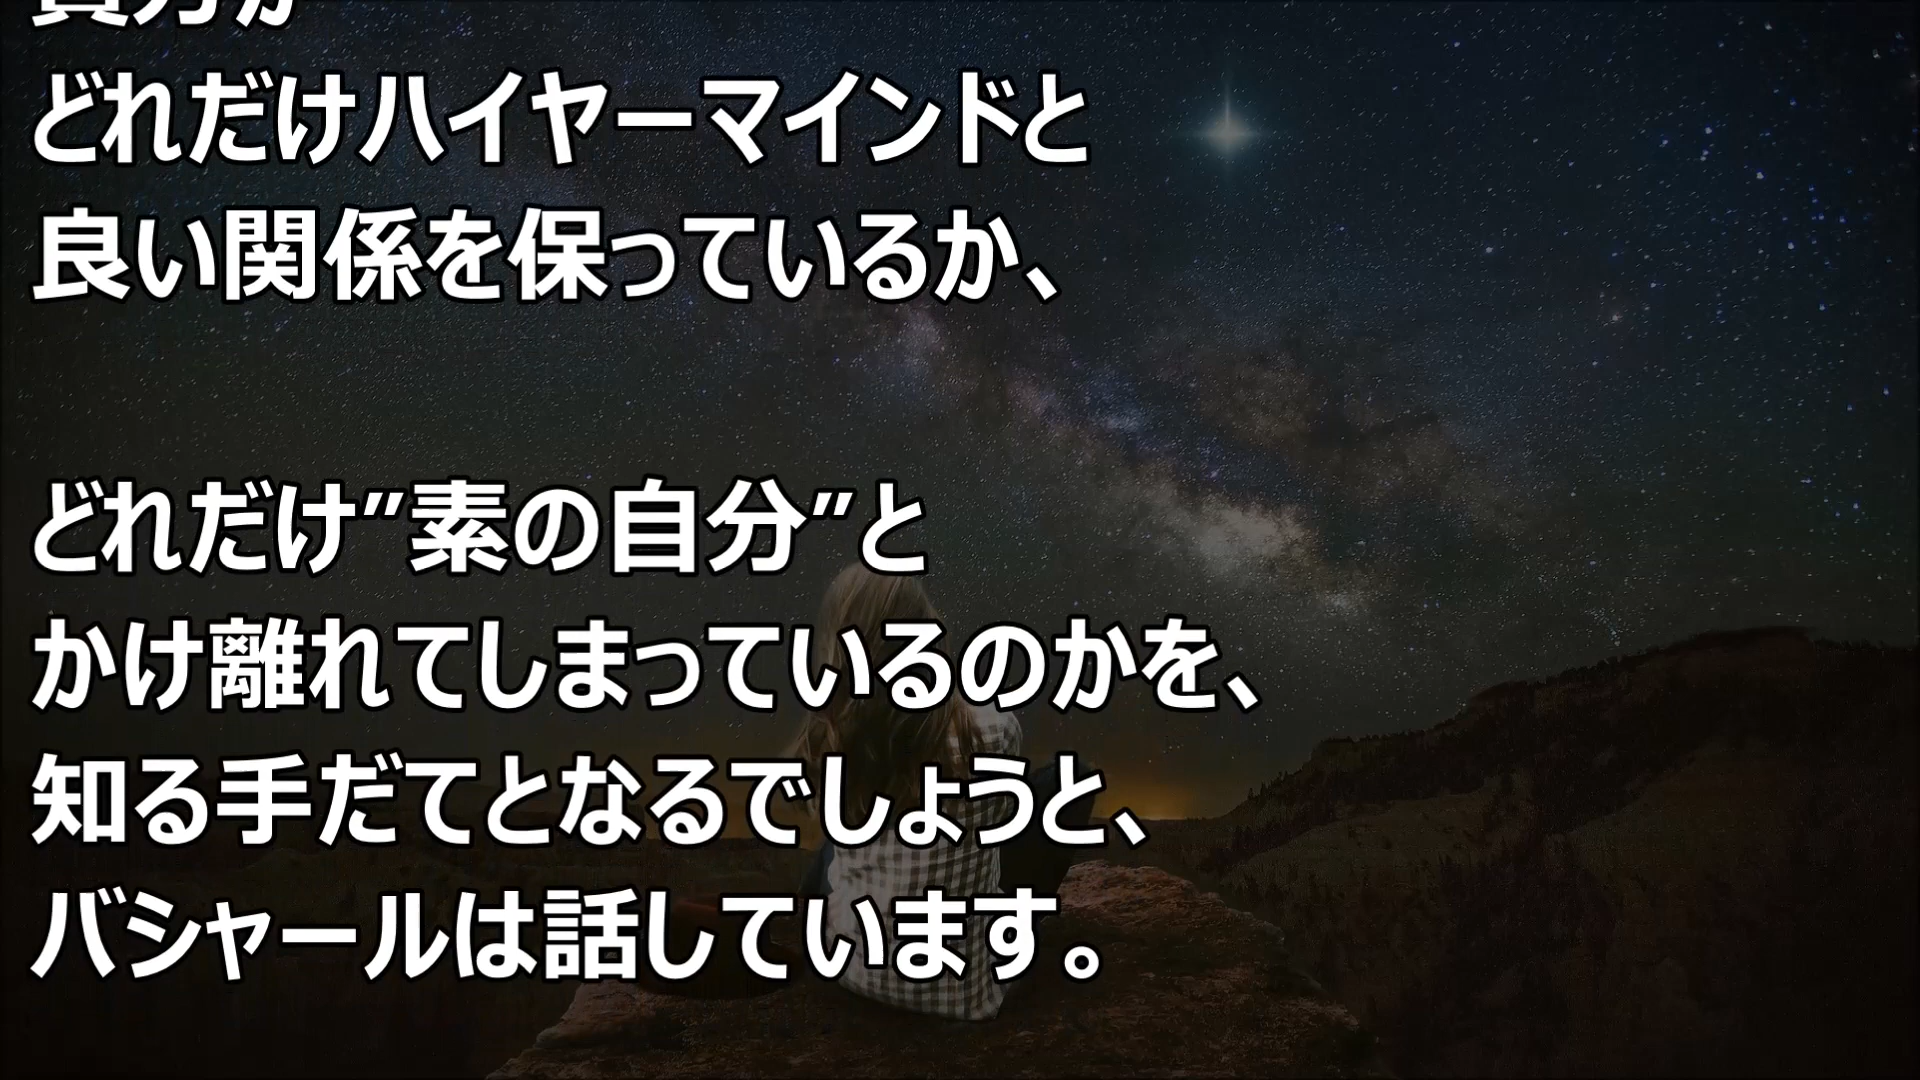 貴方が
どれだけハイヤーマインドと
良い関係を保っているか、
どれだけ”素の自分”と
かけ離れてしまっているのかを、
知る手だてとなるでしょうと、
バシャールは話しています。